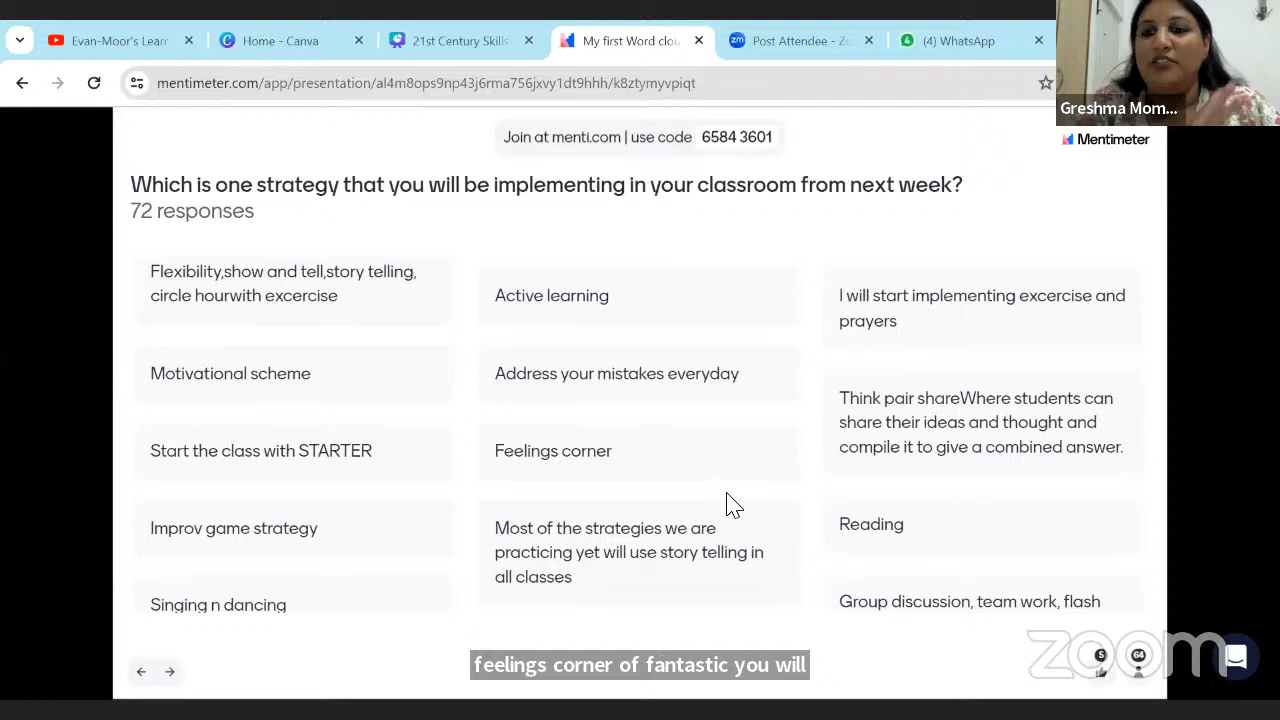 Evan-Moor's Learn
Home - Canva
21st Century Skills
My first Word clou
Post Attendee - Zo
(4) WhatsApp
mentimeter.com/app/presentation/al4m8ops9np43j6rma756jxvy1dt9hhh/k8ztymyvpiqt
Greshma Mom...
Join at menti.com | use code 6584 3601
Mentimeter
Which is one strategy that you will be implementing in your classroom from next week?
72 responses
Flexibility,show and tell,story telling,
circle hourwith excercise
Motivational scheme
Start the class with STARTER
Improv game strategy
Singing n dancing
Active learning
Address your mistakes everyday
Feelings corner
Most of the strategies we are
practicing yet will use story telling in
all classes
I will start implementing excercise and
prayers
Think pair shareWhere students can
share their ideas and thought and
compile it to give a combined answer.
Reading
Group discussion, team work, flash
feelings corner of fantastic you will
zoom
5
64